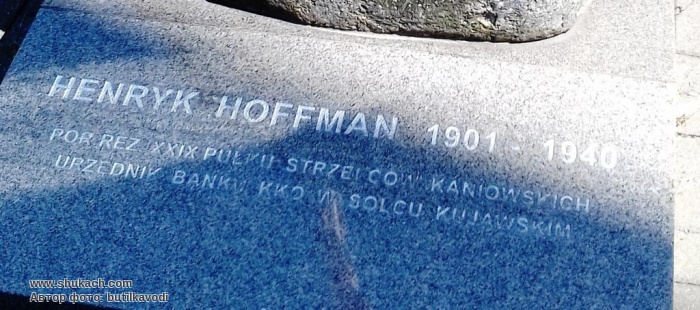 HENRYK HOFFMAN 1901 - 1940
POR REZ XXIX PUŁKU STRZELCÓW KANIOWSKICH
URZĘDNIK BANKU KKO W SOLCU KUJAWSKIM
www.shukach.com
Автор фото: butilkavodi